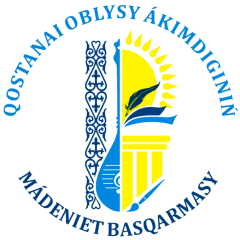 QOSTANAI OBLYSY ÁKIMDIGINIŃ
MÁDENIET BASQARMASY